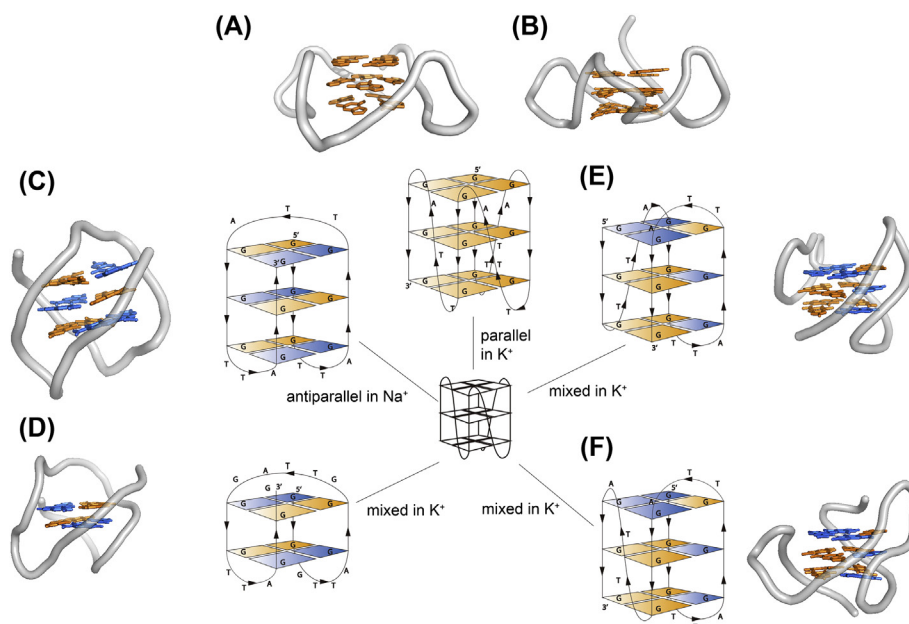 (A)
(B)
(C)
A T T
G 5' G
3' G
G G
G G
G
T T A T T A
5'
G G G
A A
G G
T T T
3' G G
G
T T
parallel
in K⁺
(E)
A T T
5' G A G
G
G G
T
T
G G
G
3' T T A
antiparallel in Na⁺
mixed in K⁺
(D)
G A T T G
G 3' 5'
G G
G
G G
G
T T A G T T A
mixed in K⁺
mixed in K⁺
(F)
A T T
G A 5' G
G
T
G G
G
T
3' G G
G
T T A